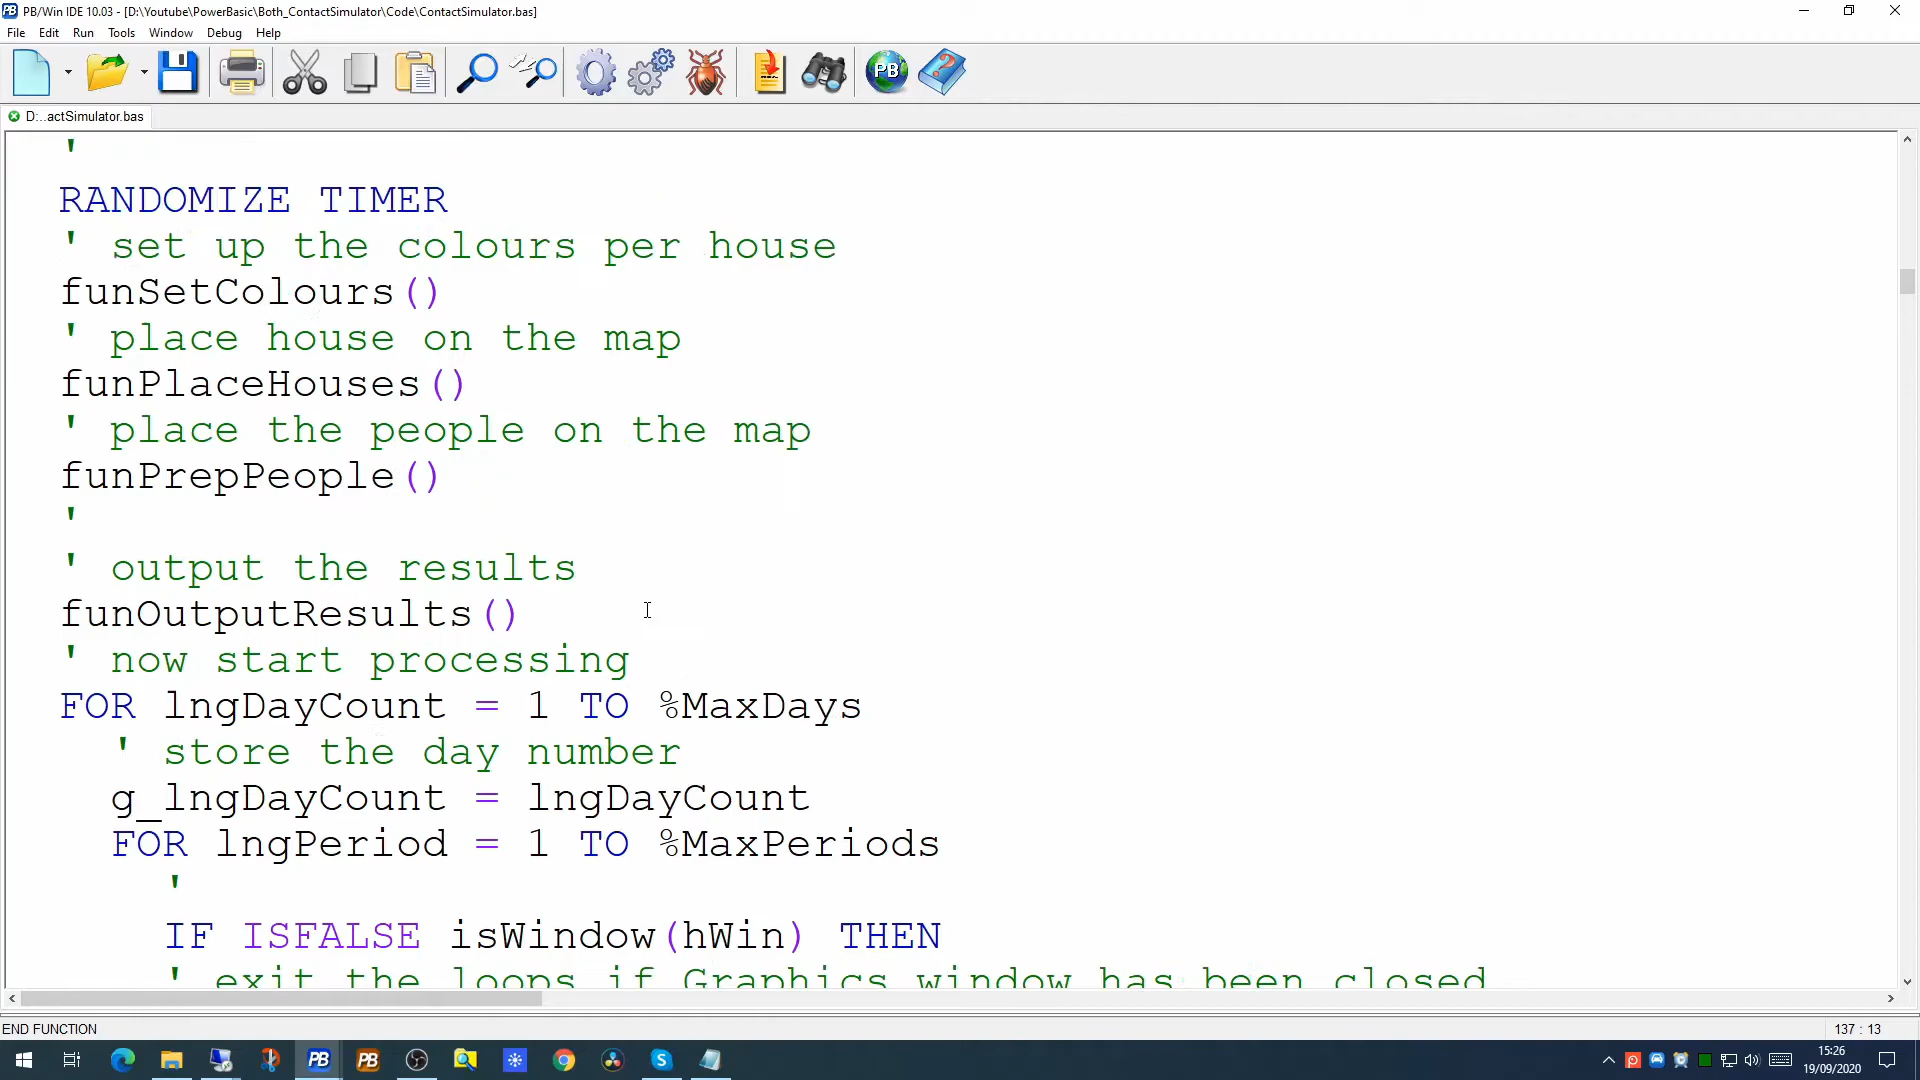 PB/Win IDE 10.03 - [D:\Youtube\PowerBasic\Both_ContactSimulator\Code\ContactSimulator.bas]
File Edit Run Tools Window Debug Help
PB
D:..actSimulator.bas
'
RANDOMIZE TIMER
' set up the colours per house
funSetColours()
' place house on the map
funPlaceHouses()
' place the people on the map
funPrepPeople()
'
' output the results
funOutputResults()
' now start processing
FOR lngDayCount = 1 TO %MaxDays
' store the day number
g_lngDayCount = lngDayCount
FOR lngPeriod = 1 TO %MaxPeriods
'
IF ISFALSE isWindow(hWin) THEN
' exit the loops if Graphics window has been closed
END FUNCTION 137 : 13
PB PB S
15:26
19/09/2020